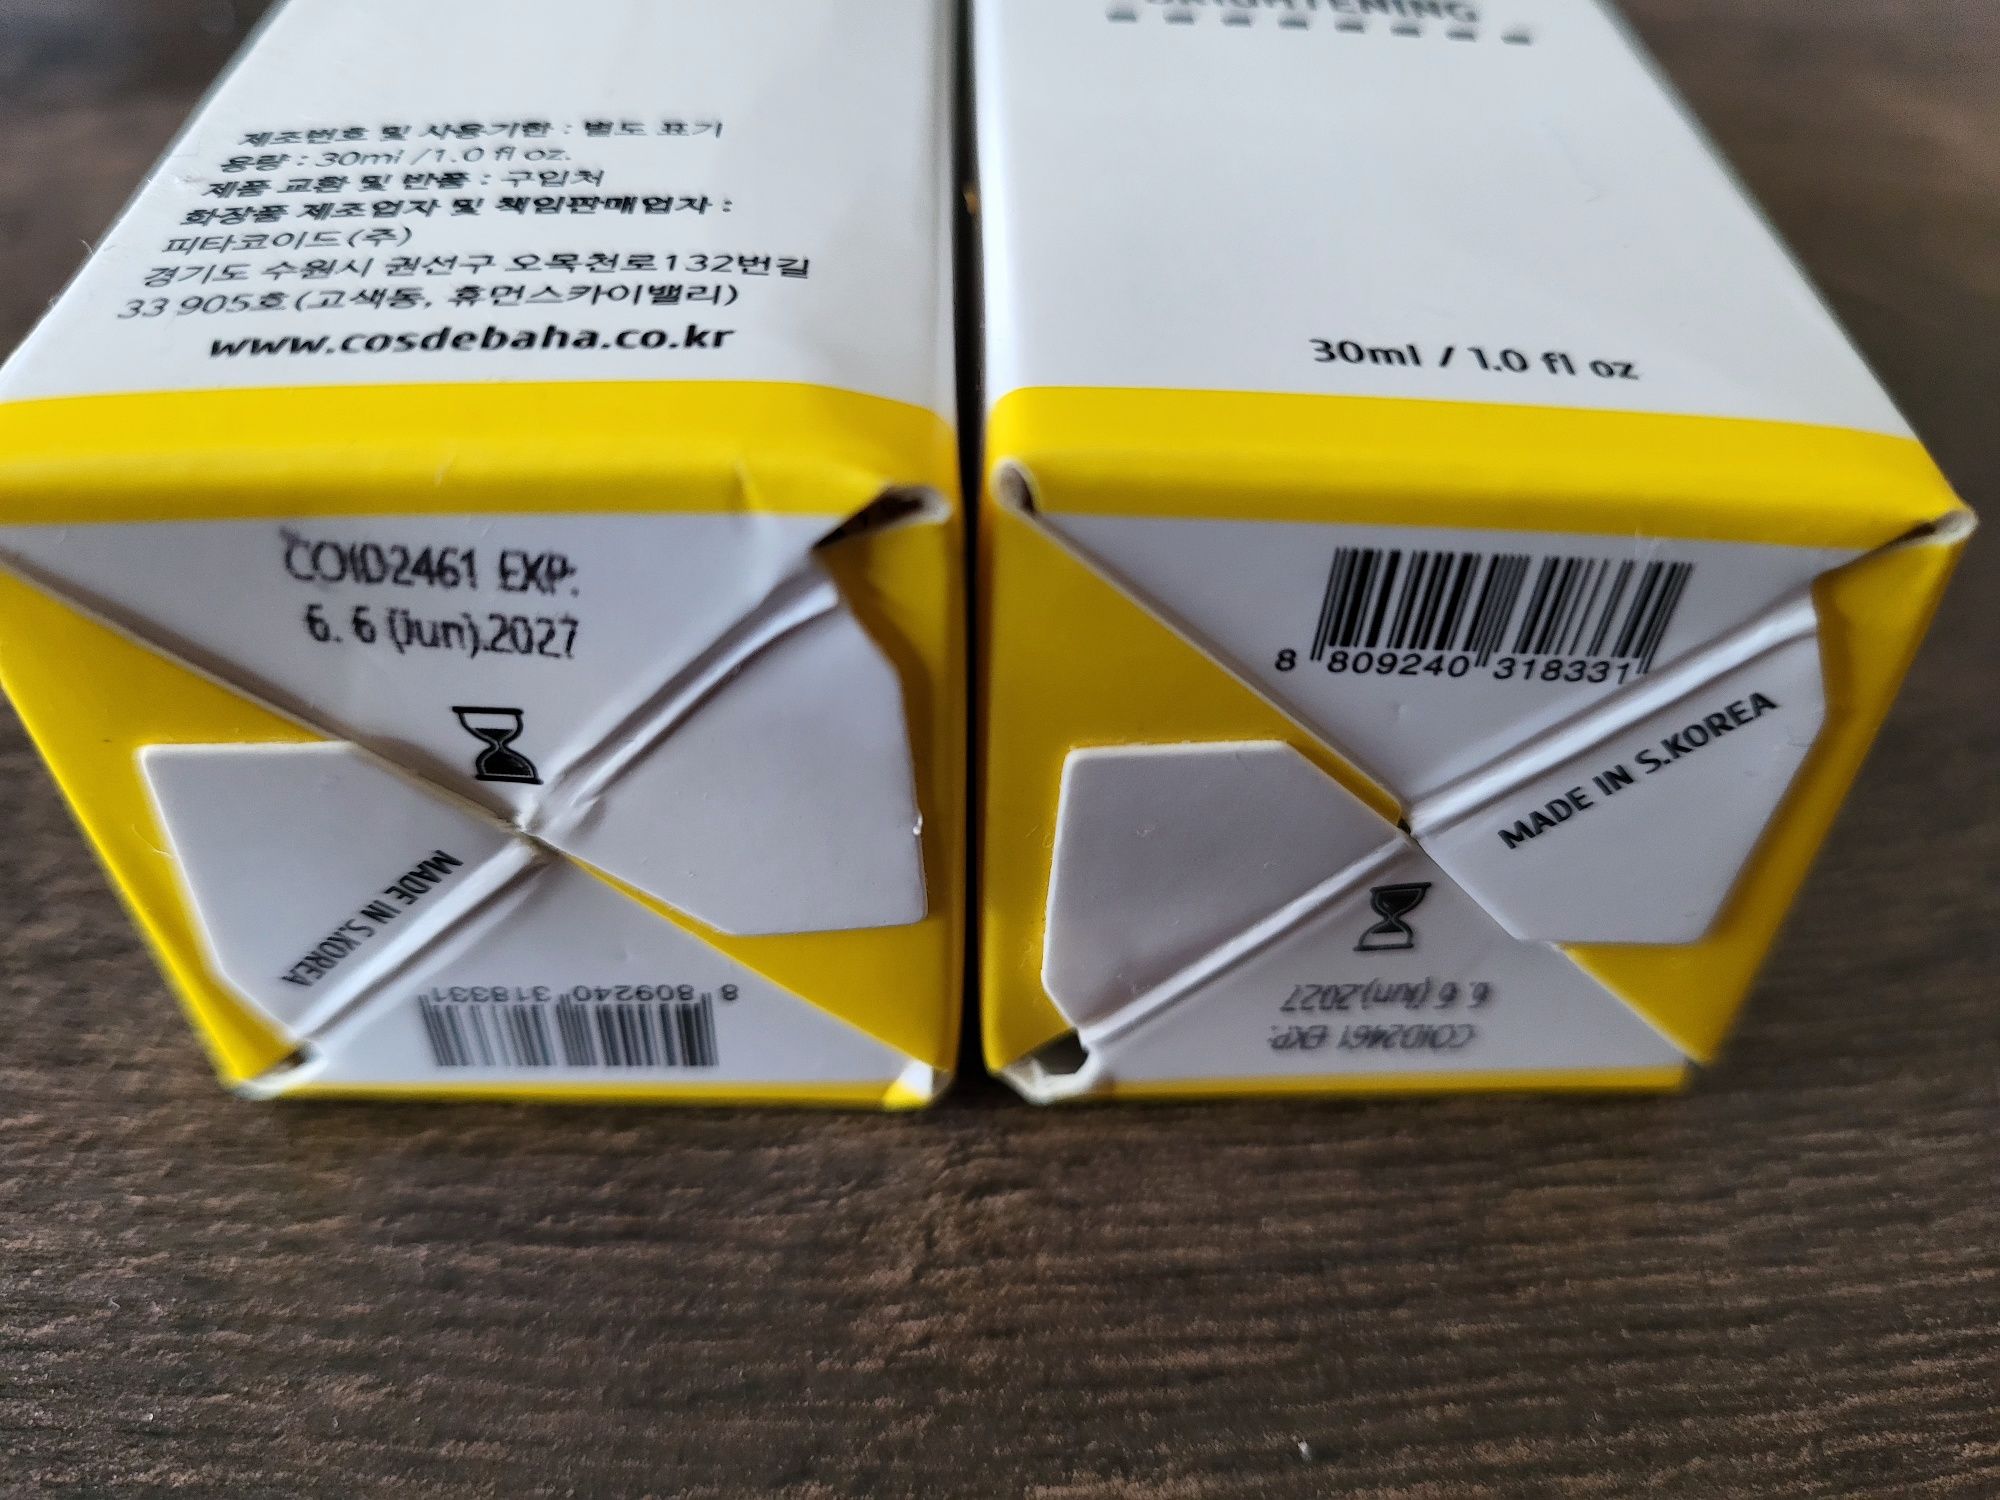 제조번호 및 사용기한 : 별도 표기
용량 : 30ml /1.0 fl oz.
제품 교환 및 반품 : 구입처
화장품 제조업자 및 책임판매업자 :
피타코이드(주)
경기도 수원시 권선구 오목천로132번길
33 905호(고색동, 휴먼스카이밸리)
www.cosdebaha.co.kr
COID2461 EXP:
6. 6 (Jun).2027
MADE IN S.KOREA
8 809240 318331
BRIGHTENING
30ml / 1.0 fl oz
8 809240 318331
MADE IN S.KOREA
COID2461 EXP:
6. 6 (Jun).2027